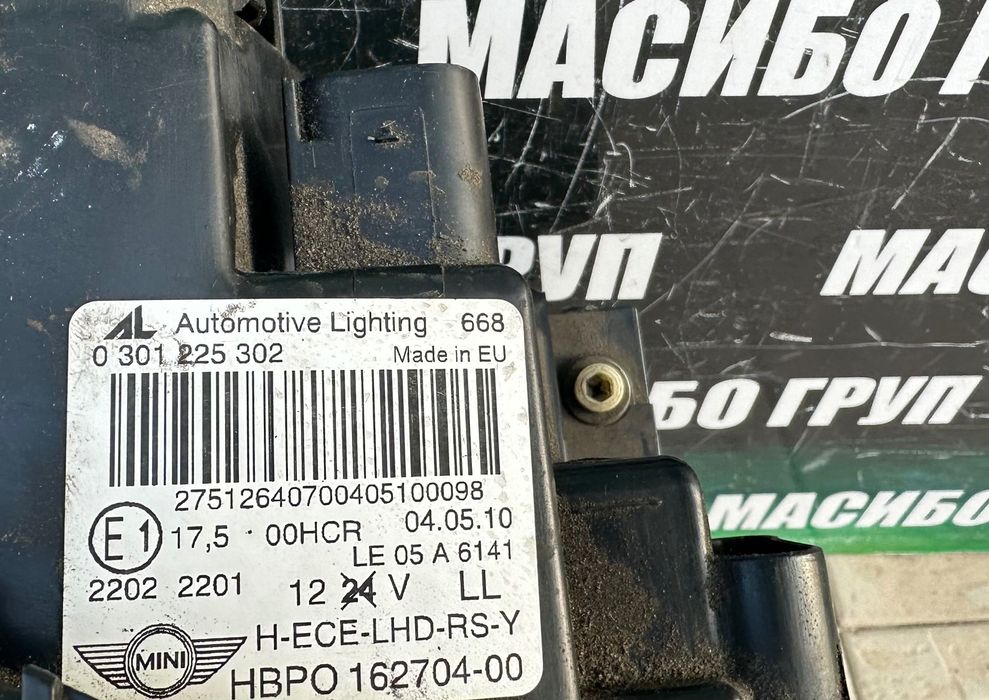 МАСИБО Г
ГРУП МАС
БО ГРУП
МАСИБО
AL Automotive Lighting 668
0 301 225 302 Made in EU
27512640700405100098
E1 17,5 · 00HCR 04.05.10
LE 05 A 6141
2202 2201 12 24 V LL
H-ECE-LHD-RS-Y
MINI
HBPO 162704-00